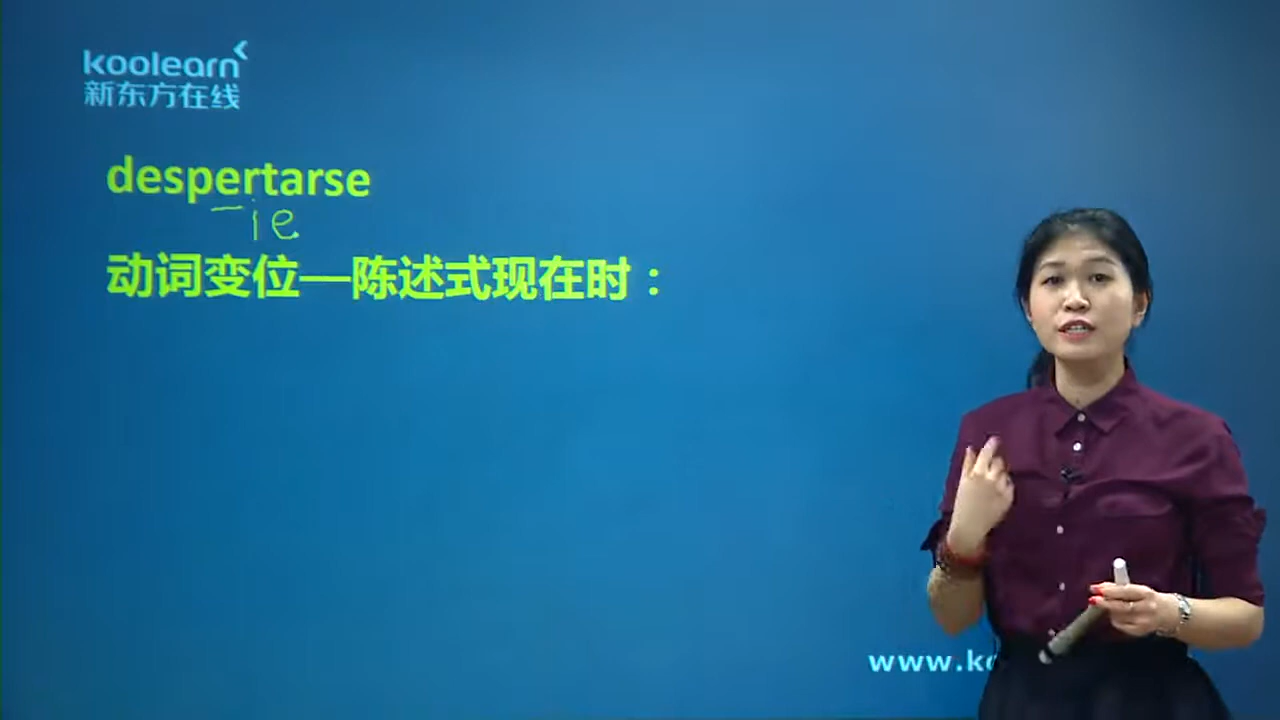 koolearn
新东方在线
despertarse
ie
动词变位—陈述式现在时：
www.ko